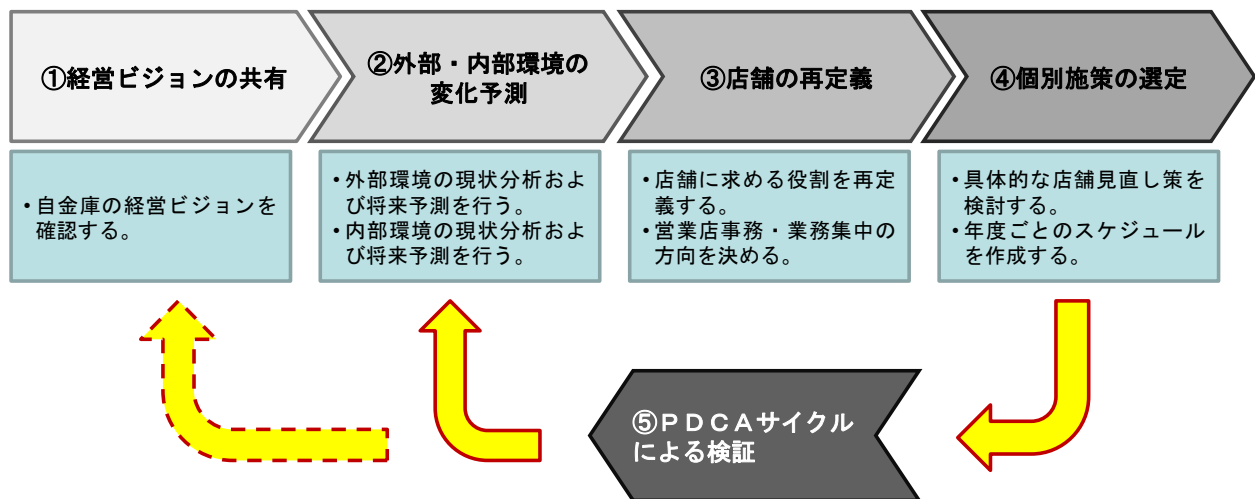 ①経営ビジョンの共有
②外部・内部環境の
変化予測
③店舗の再定義
④個別施策の選定
・自金庫の経営ビジョンを
確認する。
・外部環境の現状分析およ
び将来予測を行う。
・内部環境の現状分析およ
び将来予測を行う。
・店舗に求める役割を再定
義する。
・営業店事務・業務集中の
方向を決める。
・具体的な店舗見直し策を
検討する。
・年度ごとのスケジュール
を作成する。
⑤ＰＤＣＡサイクル
による検証